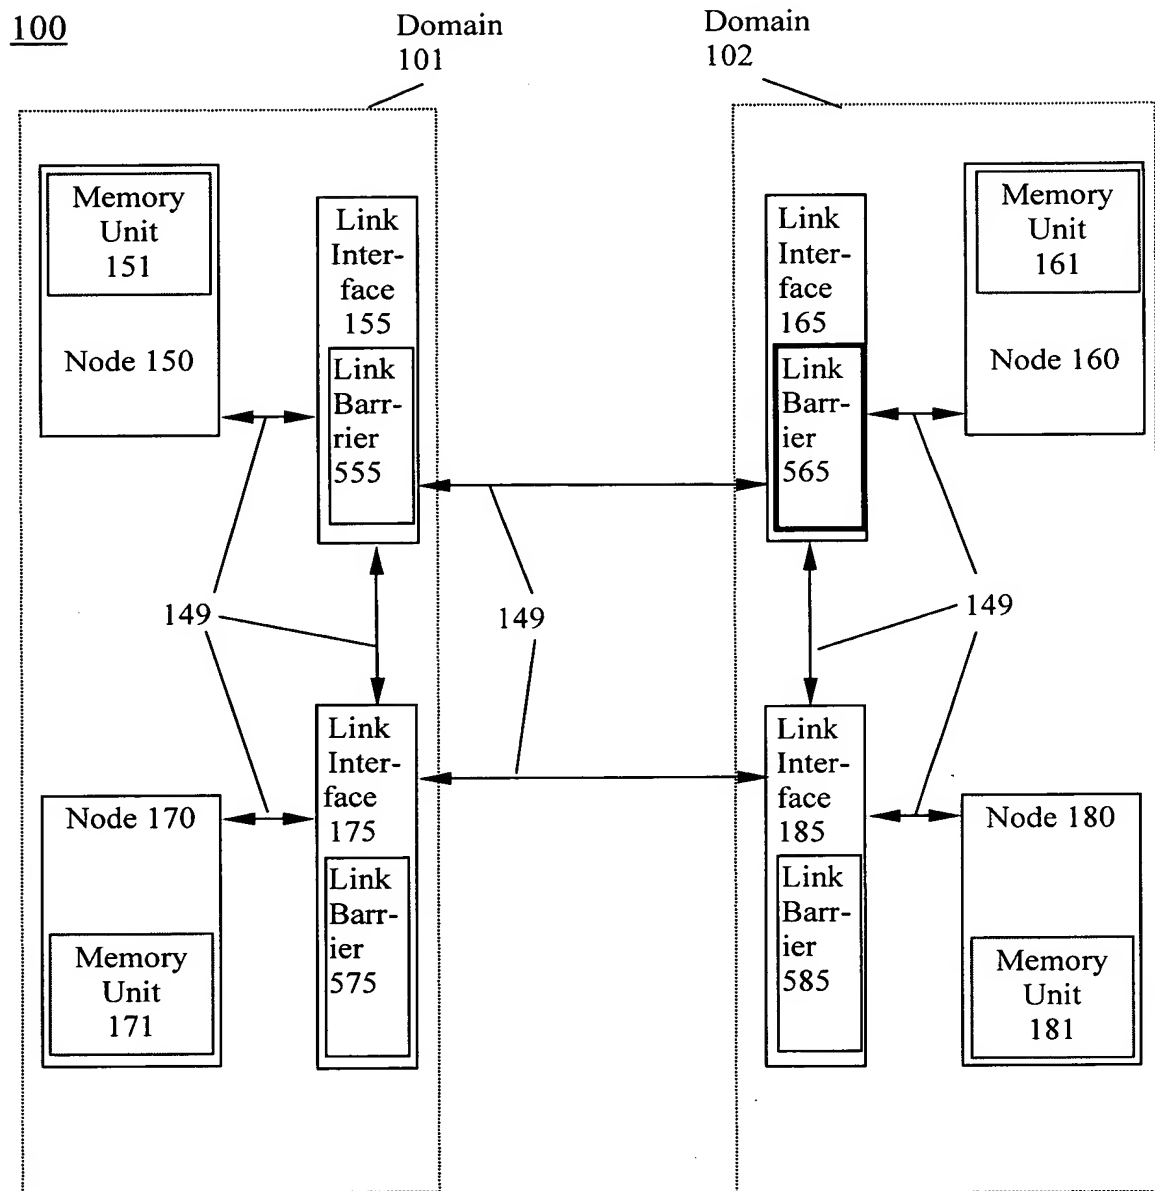 100
Domain
101
Domain
102
Memory
Unit
151
Node 150
Link
Inter-
face
155
Link
Barr-
rier
555
Link
Inter-
face
165
Link
Barr-
ier
565
Memory
Unit
161
Node 160
149
149
149
Node 170
Memory
Unit
171
Link
Inter-
face
175
Link
Barr-
ier
575
Link
Inter-
face
185
Link
Barr-
ier
585
Node 180
Memory
Unit
181